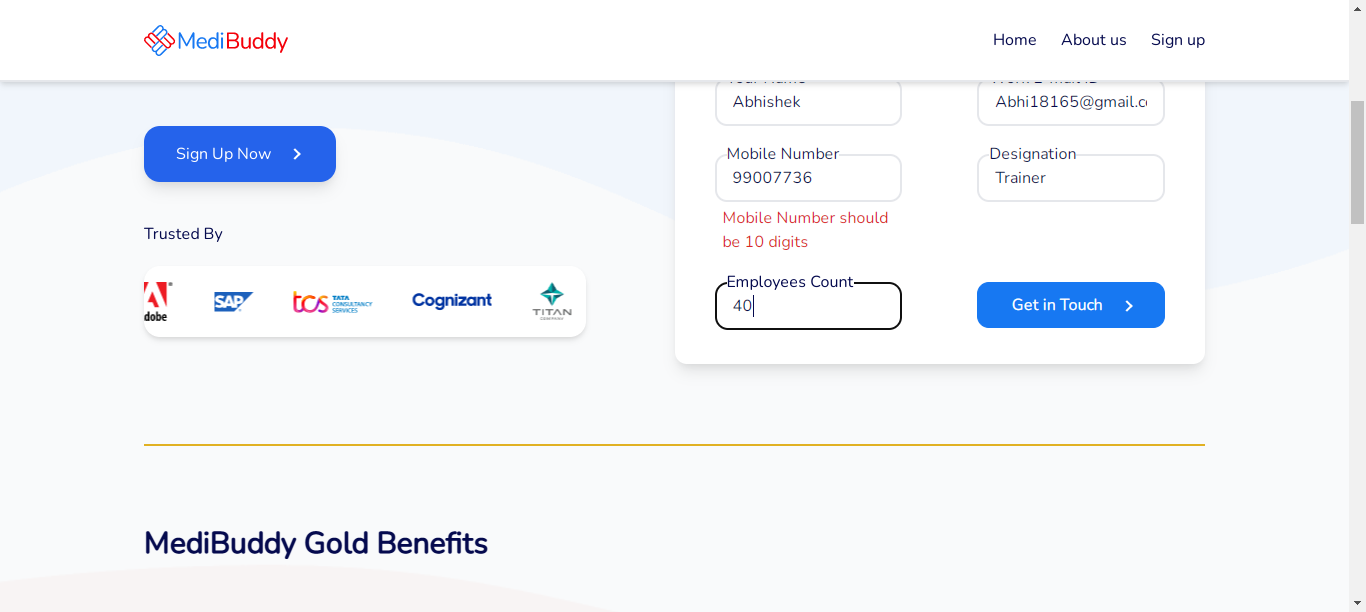 MediBuddy
Home About us Sign up
Abhishek
Abhi18165@gmail.c
Sign Up Now
Mobile Number
99007736
Designation
Trainer
Mobile Number should
be 10 digits
Trusted By
Employees Count
40
Get in Touch
dobe
SAP
tcs TATA
CONSULTANCY
SERVICES
Cognizant
TITAN
MediBuddy Gold Benefits